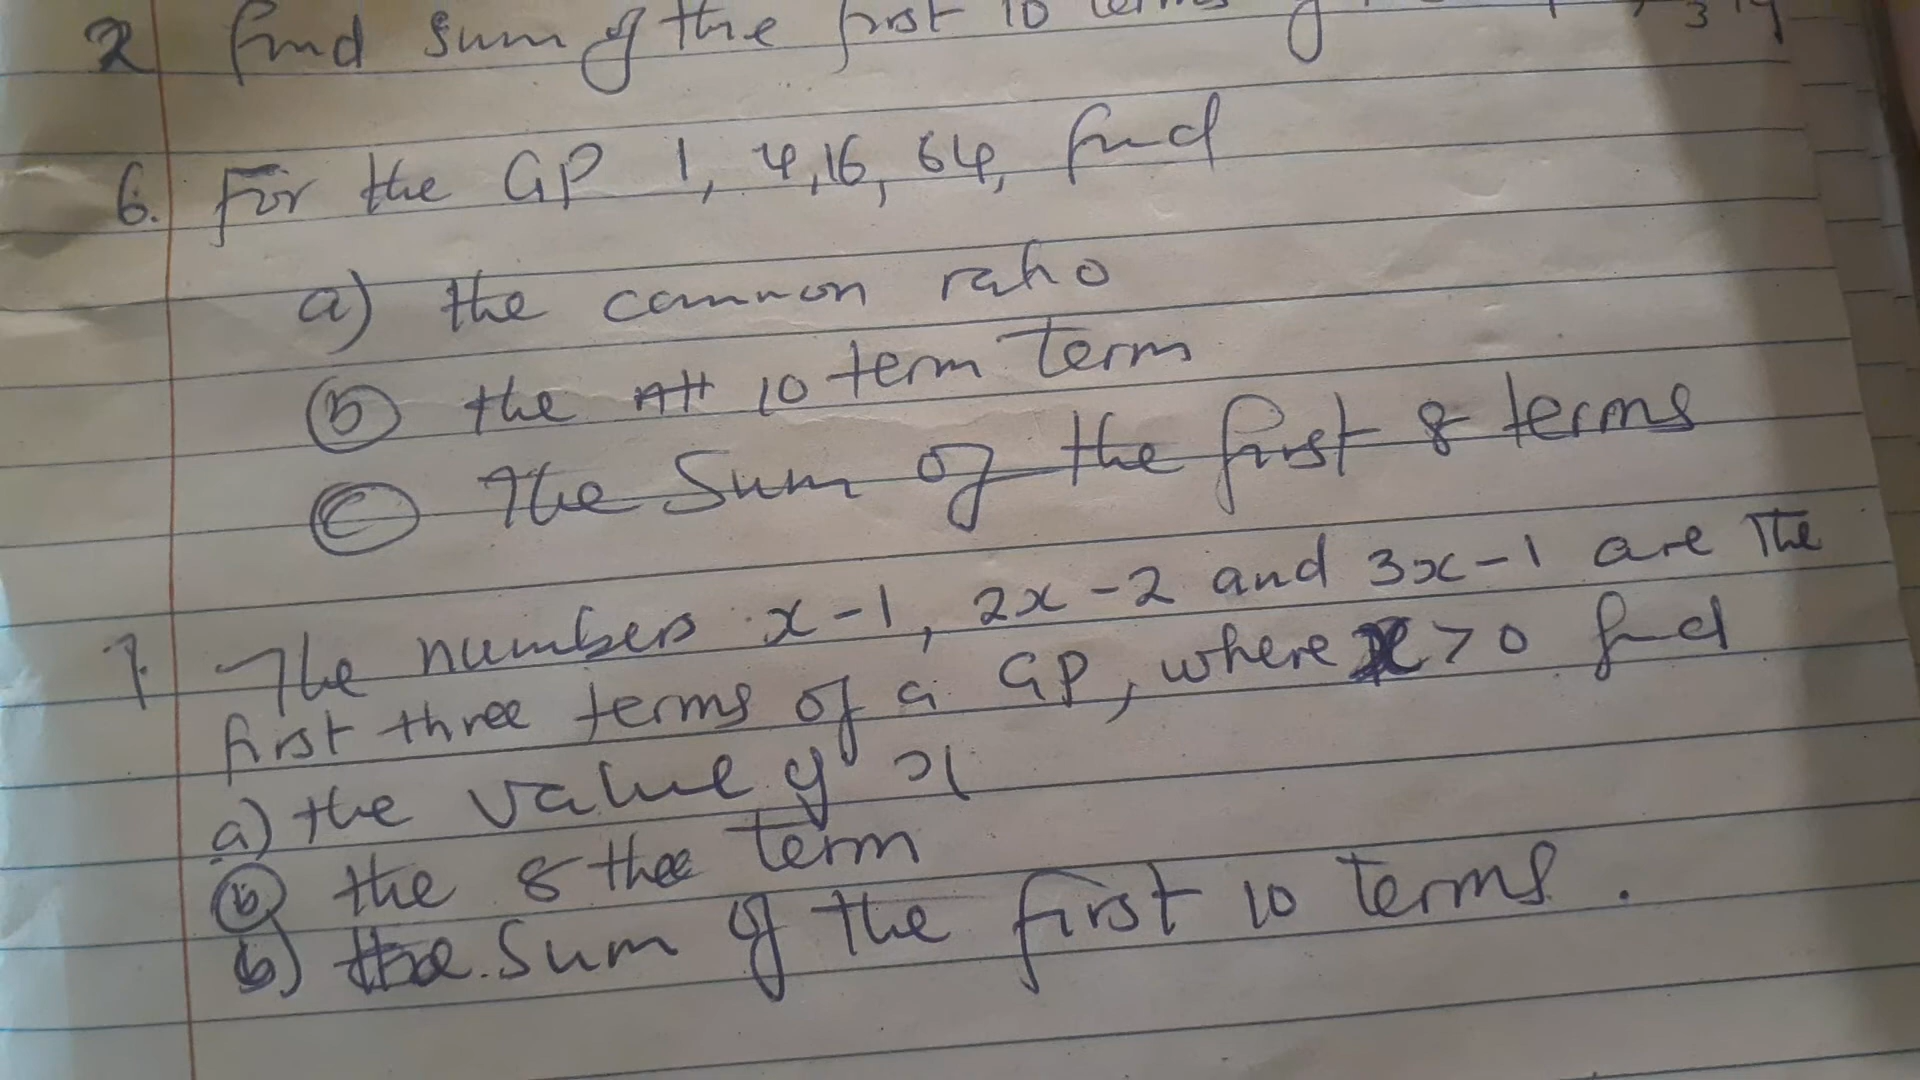 2 find sum of the first 10 terms
6. For the GP 1, 4, 16, 64, find
a) the common ratio
b the nth 10 term term
c The Sum of the first 8 terms
7. The numbers x-1, 2x-2 and 3x-1 are the
first three terms of a GP, where x>0 find
a) the value of x
b the 8 thee term
b) the sum of the first 10 terms.